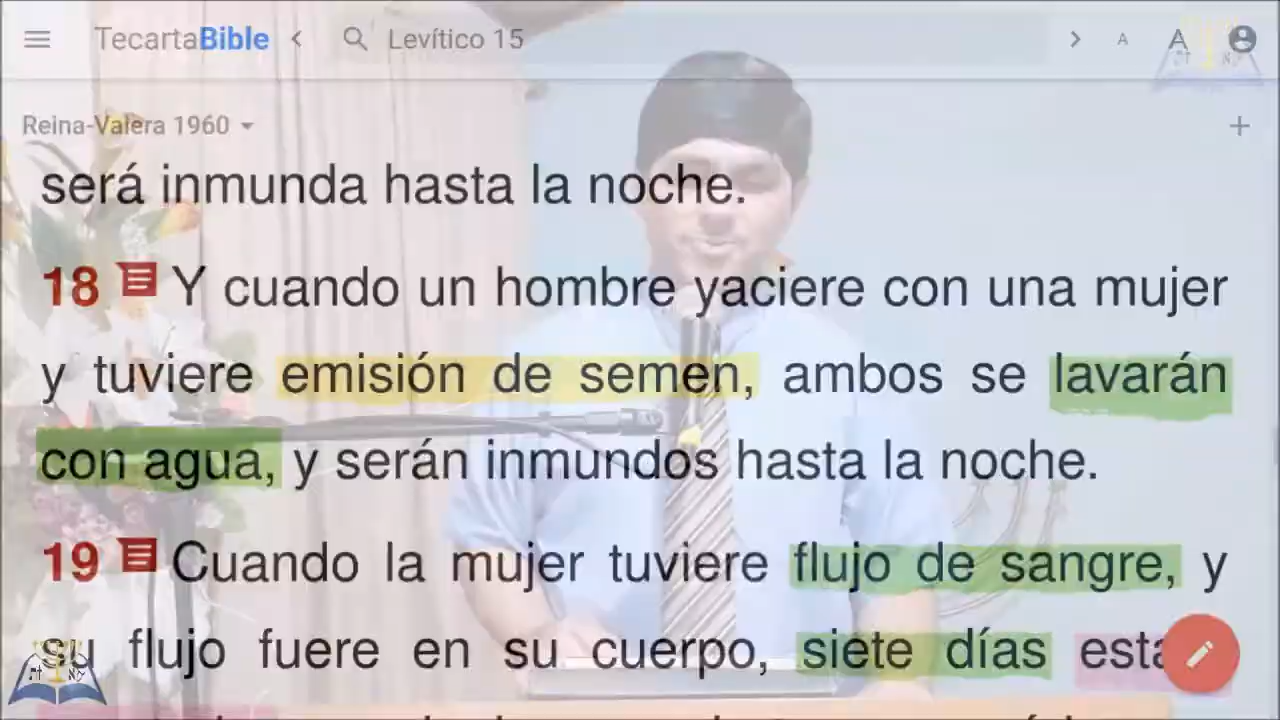 TecartaBible Levítico 15 A A
Reina-Valera 1960
será inmunda hasta la noche.
18 Y cuando un hombre yaciere con una mujer
y tuviere emisión de semen, ambos se lavarán
con agua, y serán inmundos hasta la noche.
19 Cuando la mujer tuviere flujo de sangre, y
su flujo fuere en su cuerpo, siete días esta